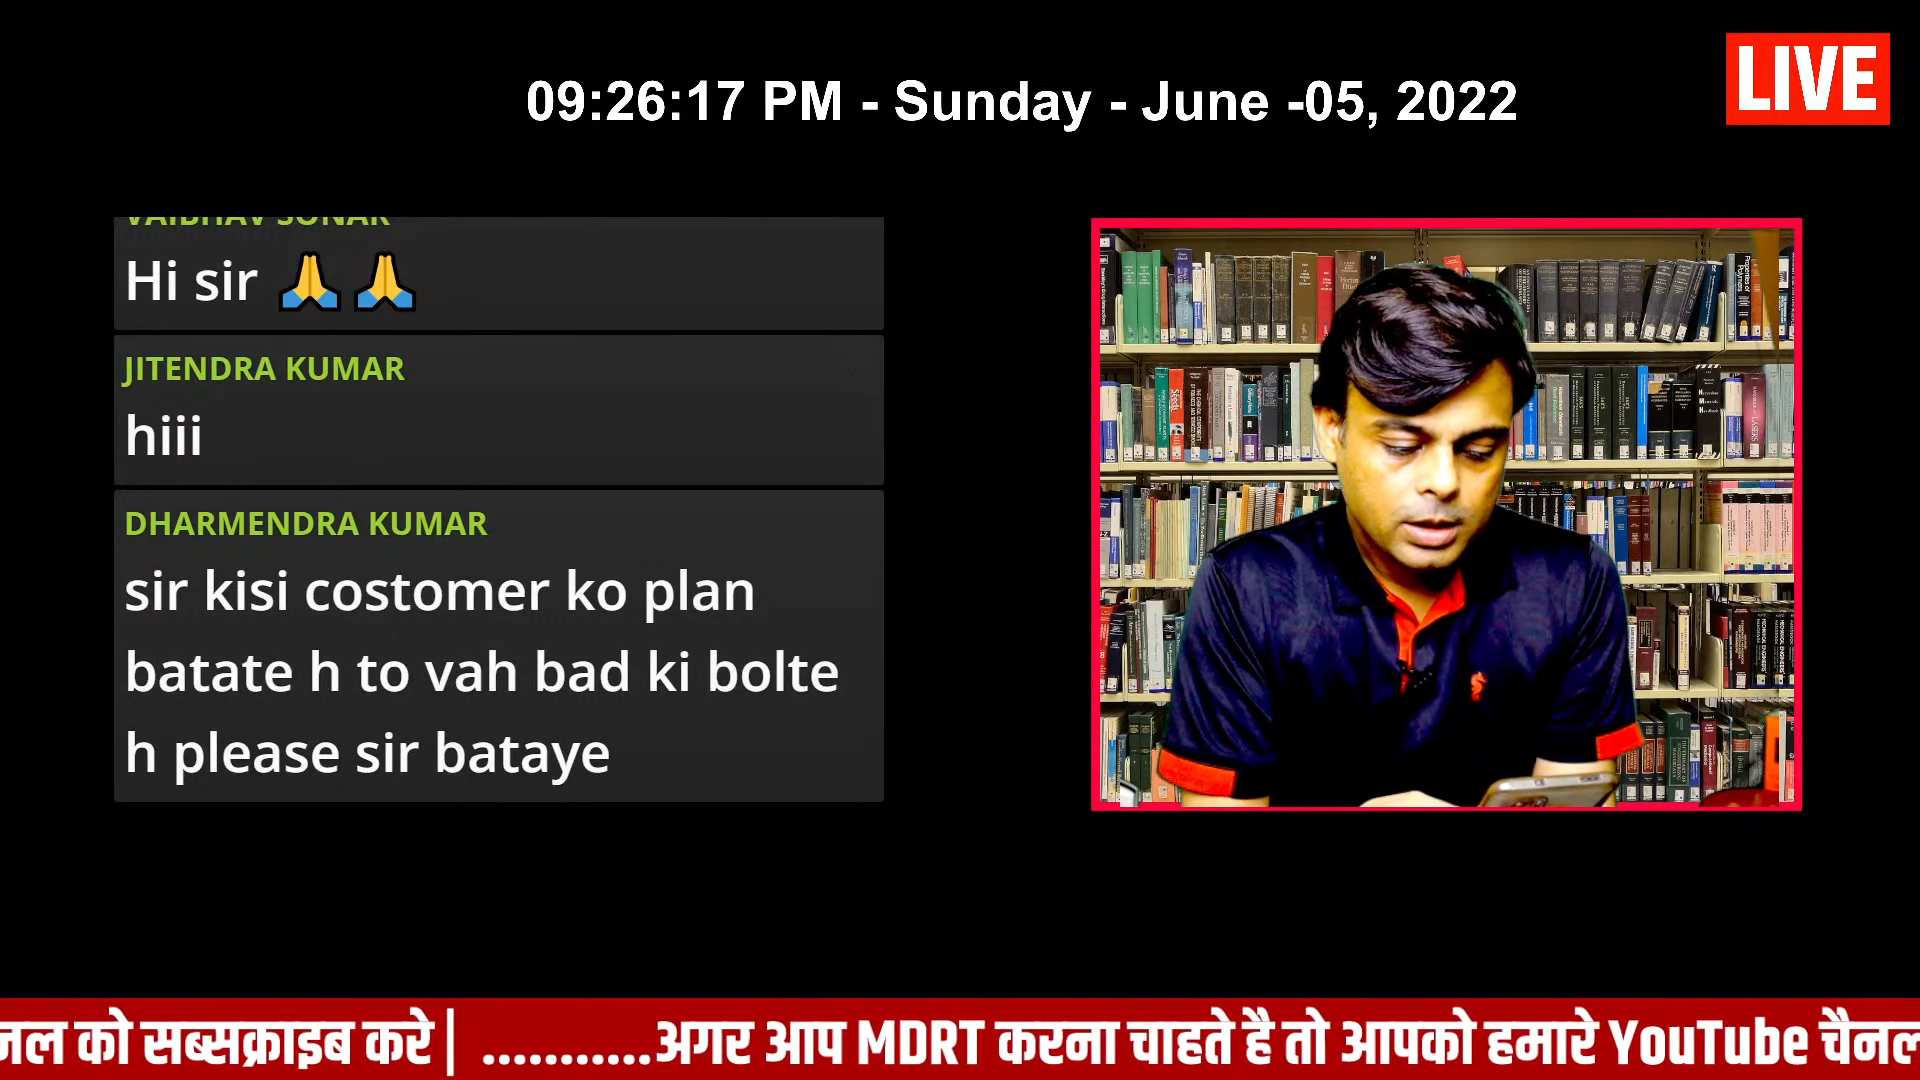 09:26:17 PM - Sunday - June -05, 2022
LIVE
VAIBHAV SONAR
Hi sir 🙏 🙏
JITENDRA KUMAR
hiii
DHARMENDRA KUMAR
sir kisi costomer ko plan
batate h to vah bad ki bolte
h please sir bataye
को सब्सक्राइब करे | ...........अगर आप MDRT करना चाहते है तो आपको हमारे YouTube चैनल